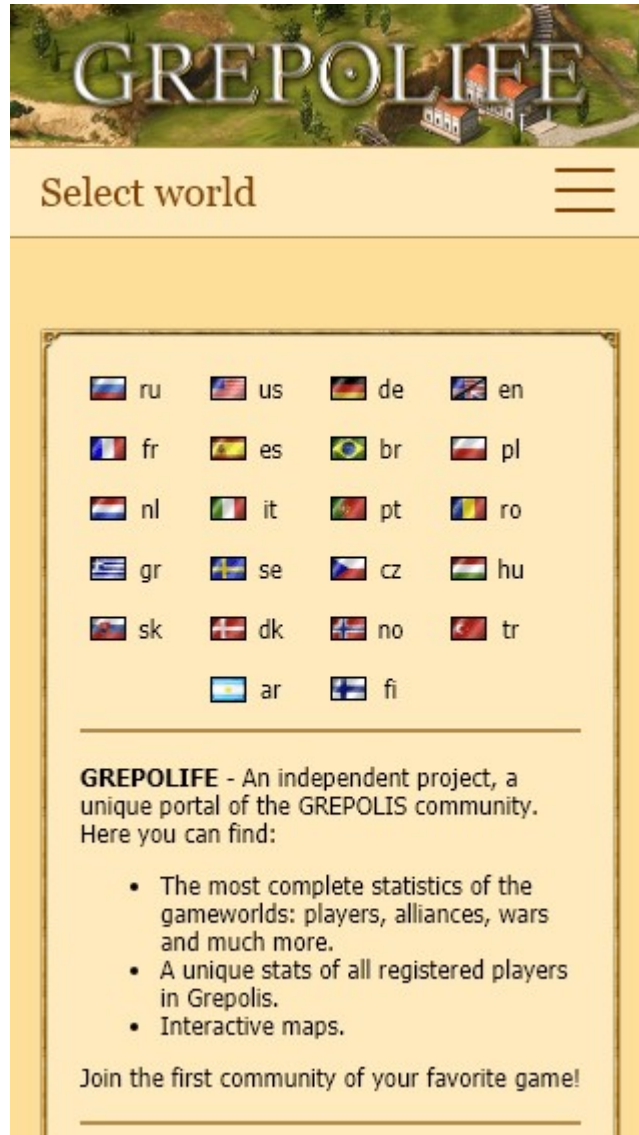 GREPOLIFE
Select world
ru us de en
fr es br pl
nl it pt ro
gr se cz hu
sk dk no tr
ar fi
GREPOLIFE - An independent project, a
unique portal of the GREPOLIS community.
Here you can find:
• The most complete statistics of the
gameworlds: players, alliances, wars
and much more.
• A unique stats of all registered players
in Grepolis.
• Interactive maps.
Join the first community of your favorite game!